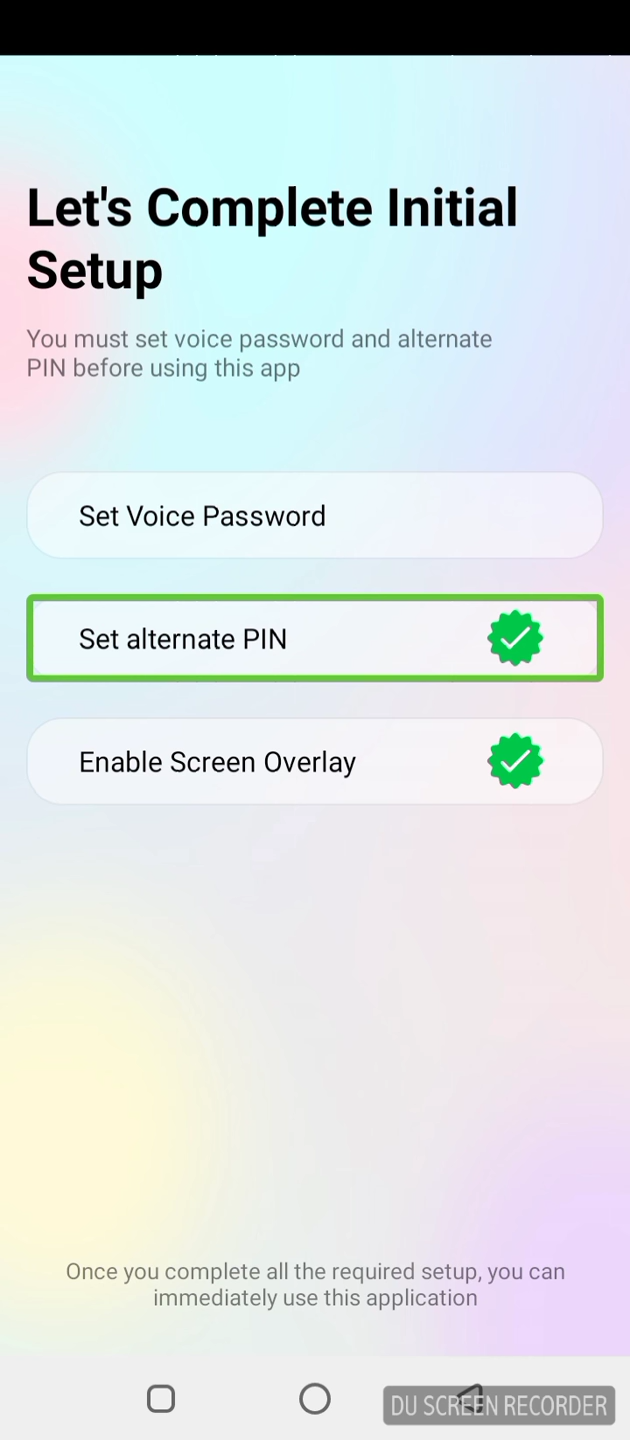 Let's Complete Initial
Setup
You must set voice password and alternate
PIN before using this app
Set Voice Password
Set alternate PIN
Enable Screen Overlay
Once you complete all the required setup, you can
immediately use this application
DU SCREEN RECORDER